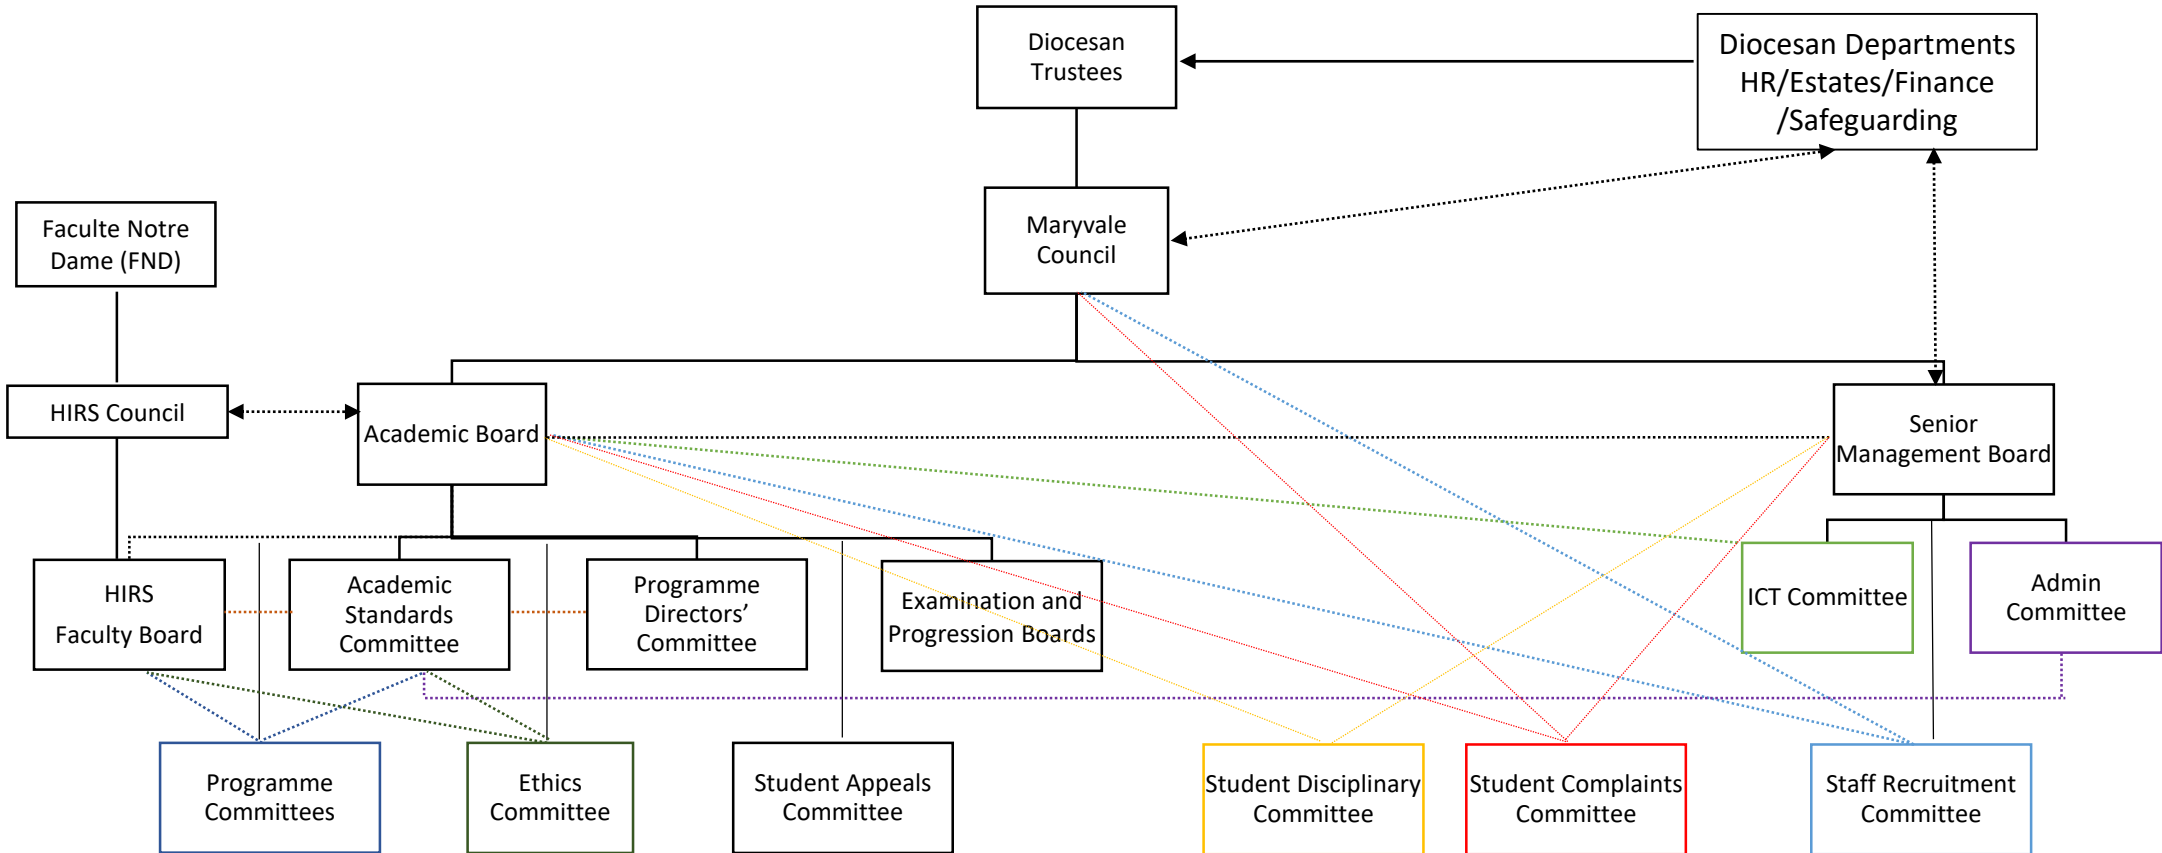 Diocesan
Trustees
Diocesan Departments
HR/Estates/Finance
/Safeguarding
Maryvale
Council
Faculte Notre
Dame (FND)
HIRS Council
Academic Board
Senior
Management Board
HIRS
Faculty Board
Academic
Standards
Committee
Programme
Directors’
Committee
Examination and
Progression Boards
ICT Committee
Admin
Committee
Programme
Committees
Ethics
Committee
Student Appeals
Committee
Student Disciplinary
Committee
Student Complaints
Committee
Staff Recruitment
Committee